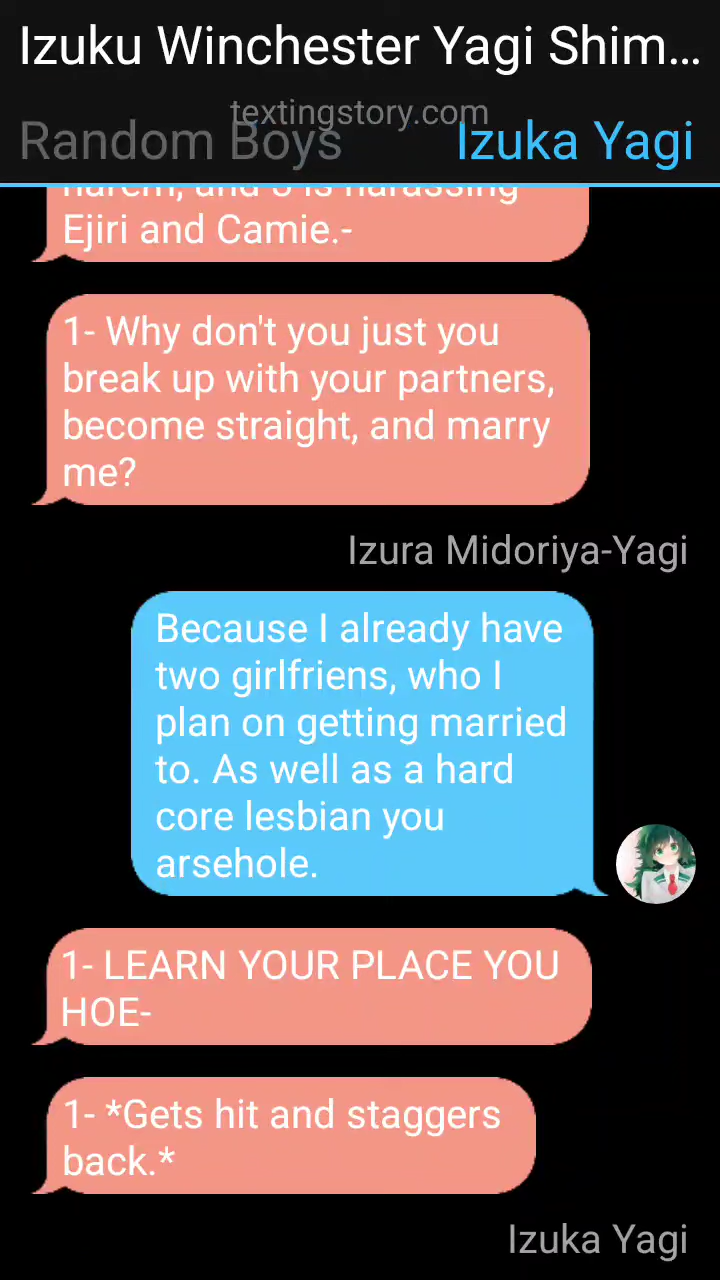 Izuku Winchester Yagi Shim...
textingstory.com
Random Boys Izuka Yagi
harem, and 3 is harassing
Ejiri and Camie.-
1- Why don't you just you
break up with your partners,
become straight, and marry
me?
Izura Midoriya-Yagi
Because I already have
two girlfriens, who I
plan on getting married
to. As well as a hard
core lesbian you
arsehole.
1- LEARN YOUR PLACE YOU
HOE-
1- *Gets hit and staggers
back.*
Izuka Yagi